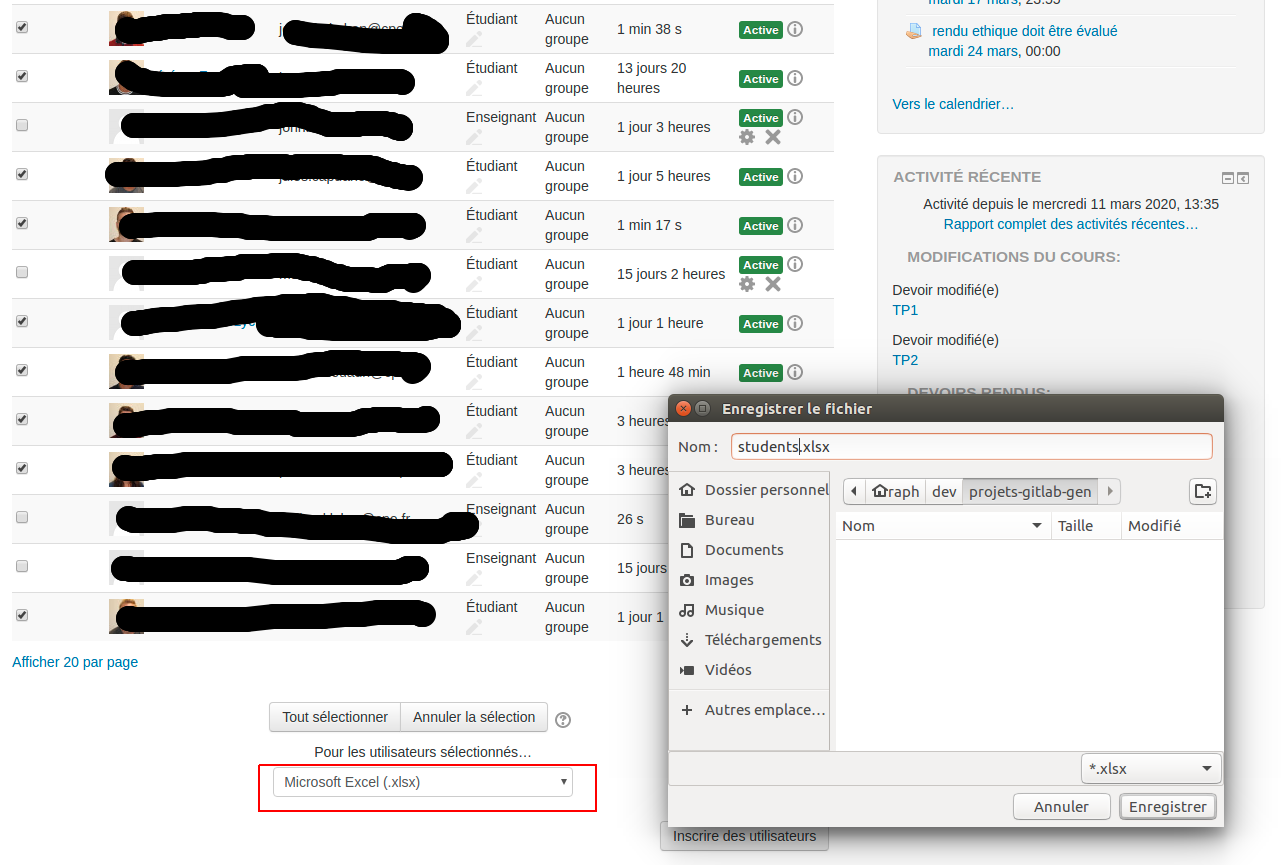 Étudiant Aucun groupe 1 min 38 s Active
Étudiant Aucun groupe 13 jours 20 heures Active
Enseignant Aucun groupe 1 jour 3 heures Active
Étudiant Aucun groupe 1 jour 5 heures Active
Étudiant Aucun groupe 1 min 17 s Active
Étudiant Aucun groupe 15 jours 2 heures Active
Étudiant Aucun groupe 1 jour 1 heure Active
Étudiant Aucun groupe 1 heure 48 min Active
Étudiant Aucun groupe 3 heures
Étudiant Aucun groupe 3 heures
Enseignant Aucun groupe 26 s
Enseignant Aucun groupe 15 jours
Étudiant Aucun groupe 1 jour 1
Afficher 20 par page
Tout sélectionner Annuler la sélection
Pour les utilisateurs sélectionnés…
Microsoft Excel (.xlsx)
Inscrire des utilisateurs
mardi 17 mars, 23:55
rendu ethique doit être évalué
mardi 24 mars, 00:00
Vers le calendrier…
ACTIVITÉ RÉCENTE
Activité depuis le mercredi 11 mars 2020, 13:35
Rapport complet des activités récentes…
MODIFICATIONS DU COURS:
Devoir modifié(e)
TP1
Devoir modifié(e)
TP2
DEVOIRS RENDUS:
Enregistrer le fichier
Nom : students.xlsx
raph dev projets-gitlab-gen
Nom Taille Modifié
Dossier personnel
Bureau
Documents
Images
Musique
Téléchargements
Vidéos
Autres emplace…
*.xlsx
Annuler Enregistrer